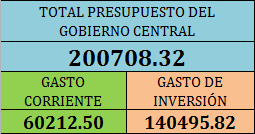 TOTAL PRESUPUESTO DEL
GOBIERNO CENTRAL
200708.32
GASTO
CORRIENTE
GASTO DE
INVERSIÓN
60212.50
140495.82